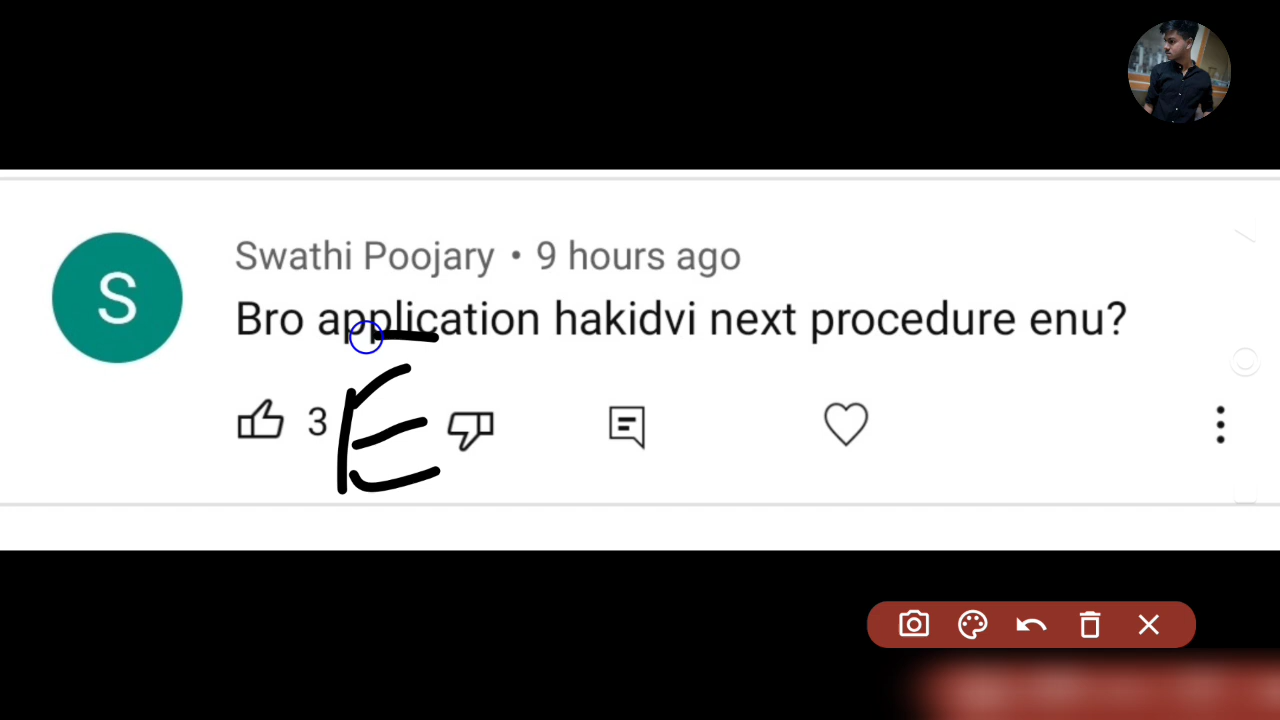 S
Swathi Poojary • 9 hours ago
Bro application hakidvi next procedure enu?
3
E